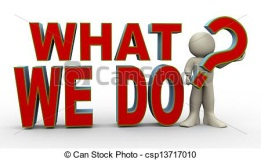 WHAT
WE DO?
© Can Stock Photo - csp13717010